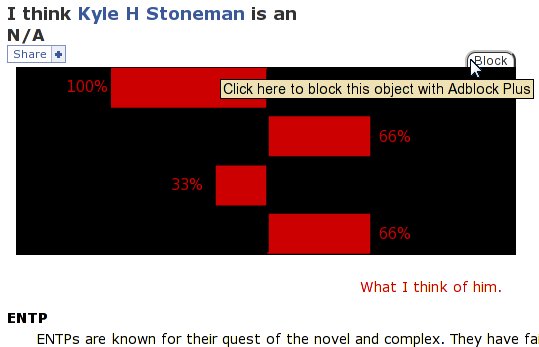 I think Kyle H Stoneman is an
N/A
Share +
Block
100%
Click here to block this object with Adblock Plus
66%
33%
66%
What I think of him.
ENTP
ENTPs are known for their quest of the novel and complex. They have fa